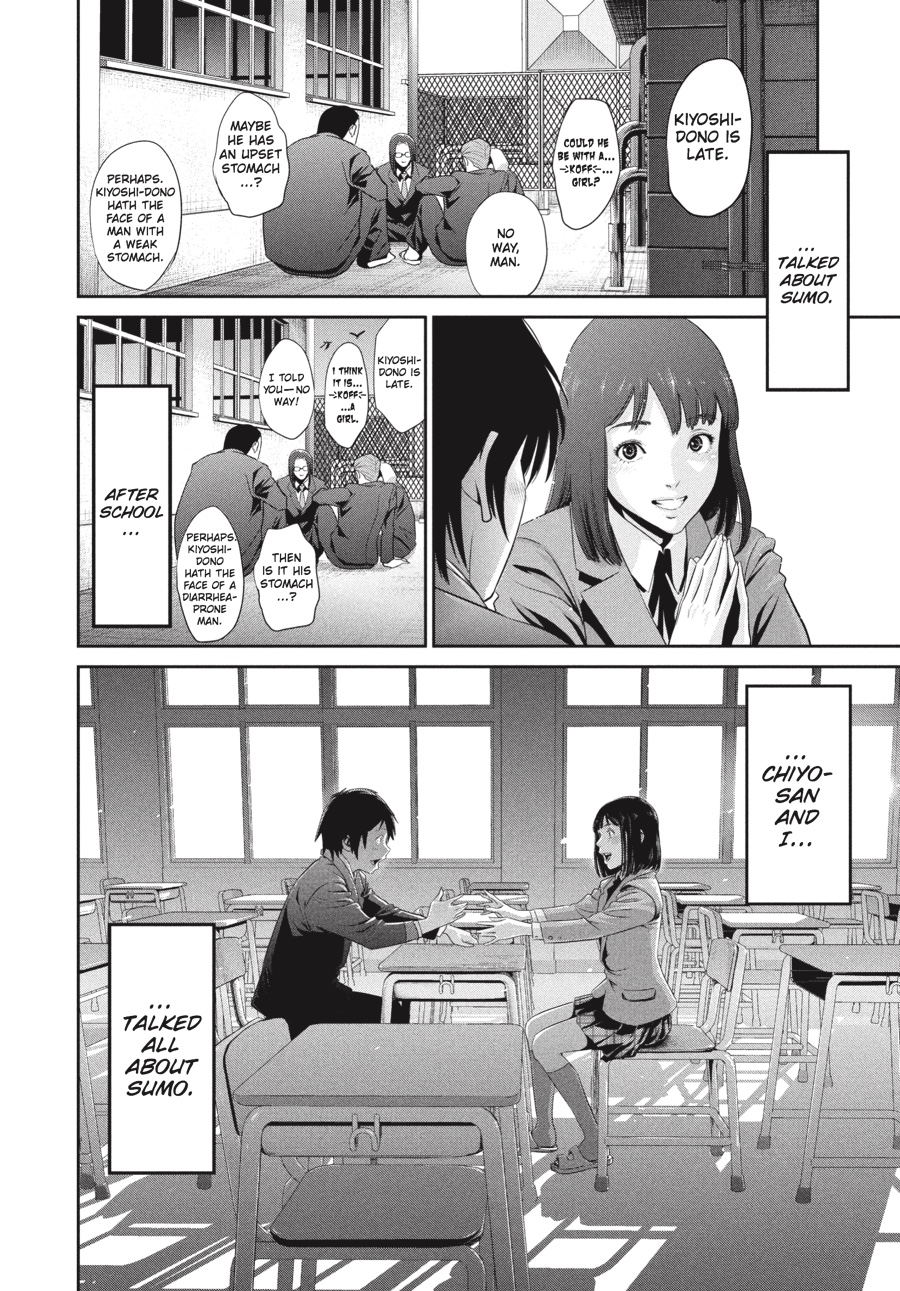 KIYOSHI-
DONO IS
LATE.
COULD HE
BE WITH A...
-KOFF-...
GIRL?
NO
WAY,
MAN.
MAYBE
HE HAS
AN UPSET
STOMACH
...?
PERHAPS.
KIYOSHI-DONO
HATH THE
FACE OF A
MAN WITH
A WEAK
STOMACH.
...
TALKED
ABOUT
SUMO.
KIYOSHI-
DONO IS
LATE.
I THINK
IT IS...
-KOFF-
...A
GIRL.
I TOLD
YOU—NO
WAY!
THEN
IS IT HIS
STOMACH
...?
PERHAPS.
KIYOSHI-
DONO
HATH THE
FACE OF A
DIARRHEA-
PRONE
MAN.
AFTER
SCHOOL
...
...
CHIYO-
SAN
AND
I...
...
TALKED
ALL
ABOUT
SUMO.